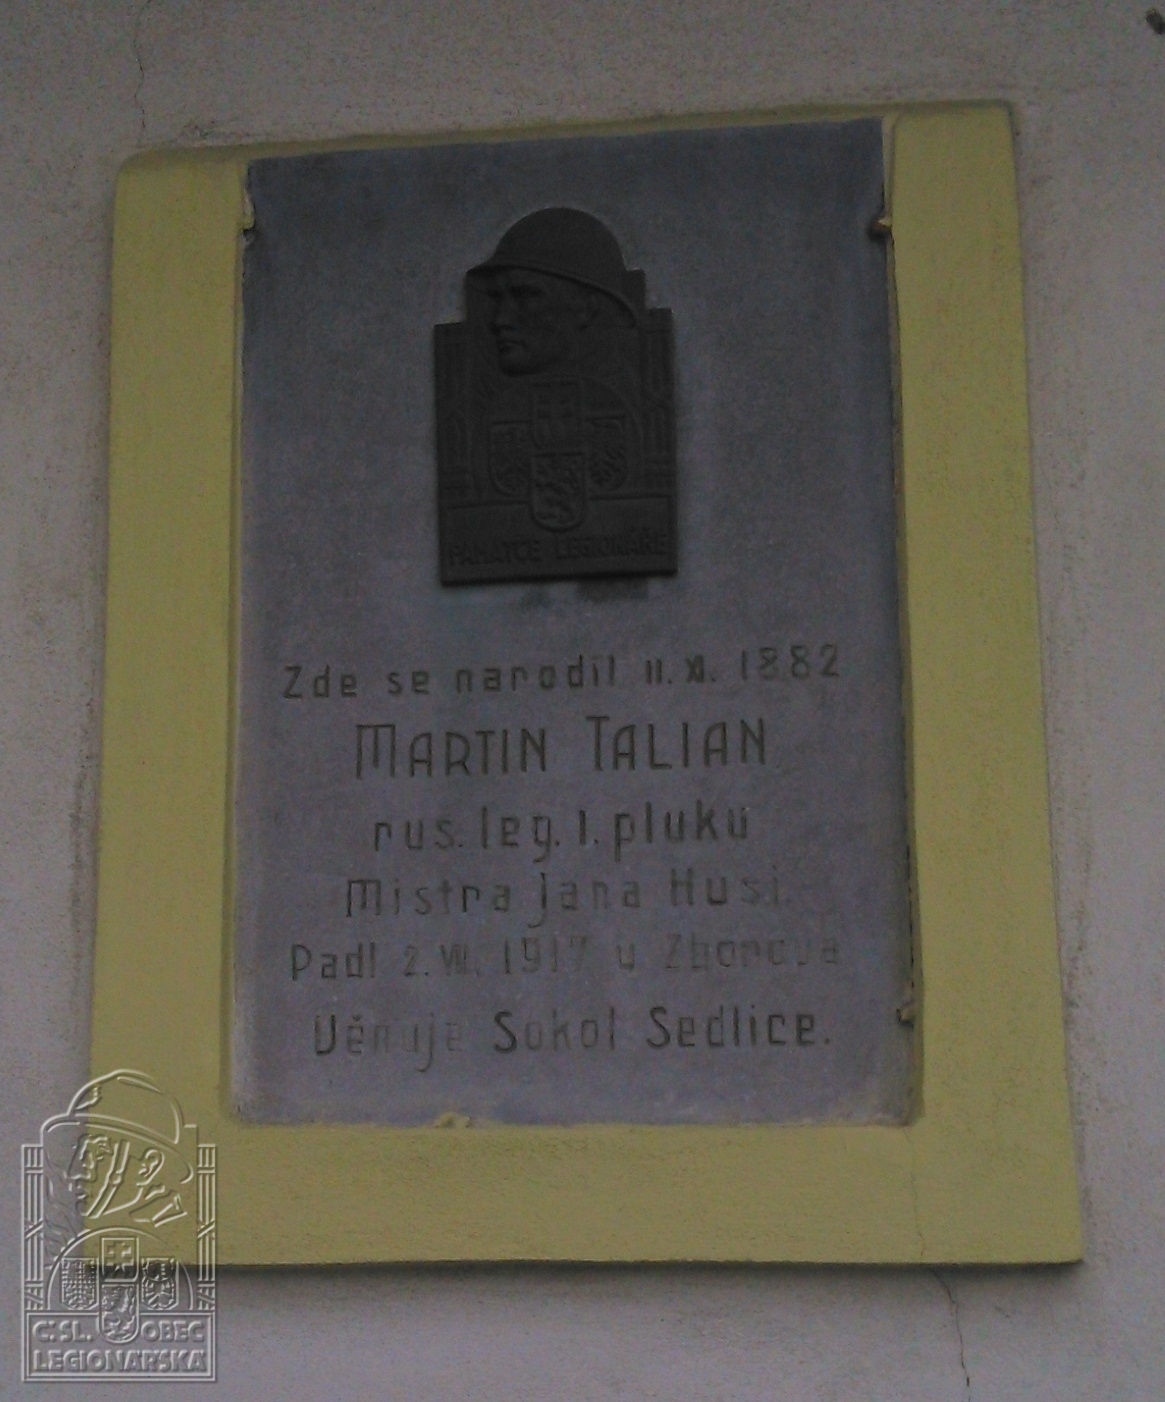 PAMÁTCE LEGIONÁŘE
Zde se narodil 11. XI. 1882
MARTIN TALIAN
rus. leg. 1. pluku
Mistra Jana Husi.
Padl 2. VII. 1917 u Zborova
Věnuje Sokol Sedlice.
Č.SL. OBEC
LEGIONÁŘSKÁ